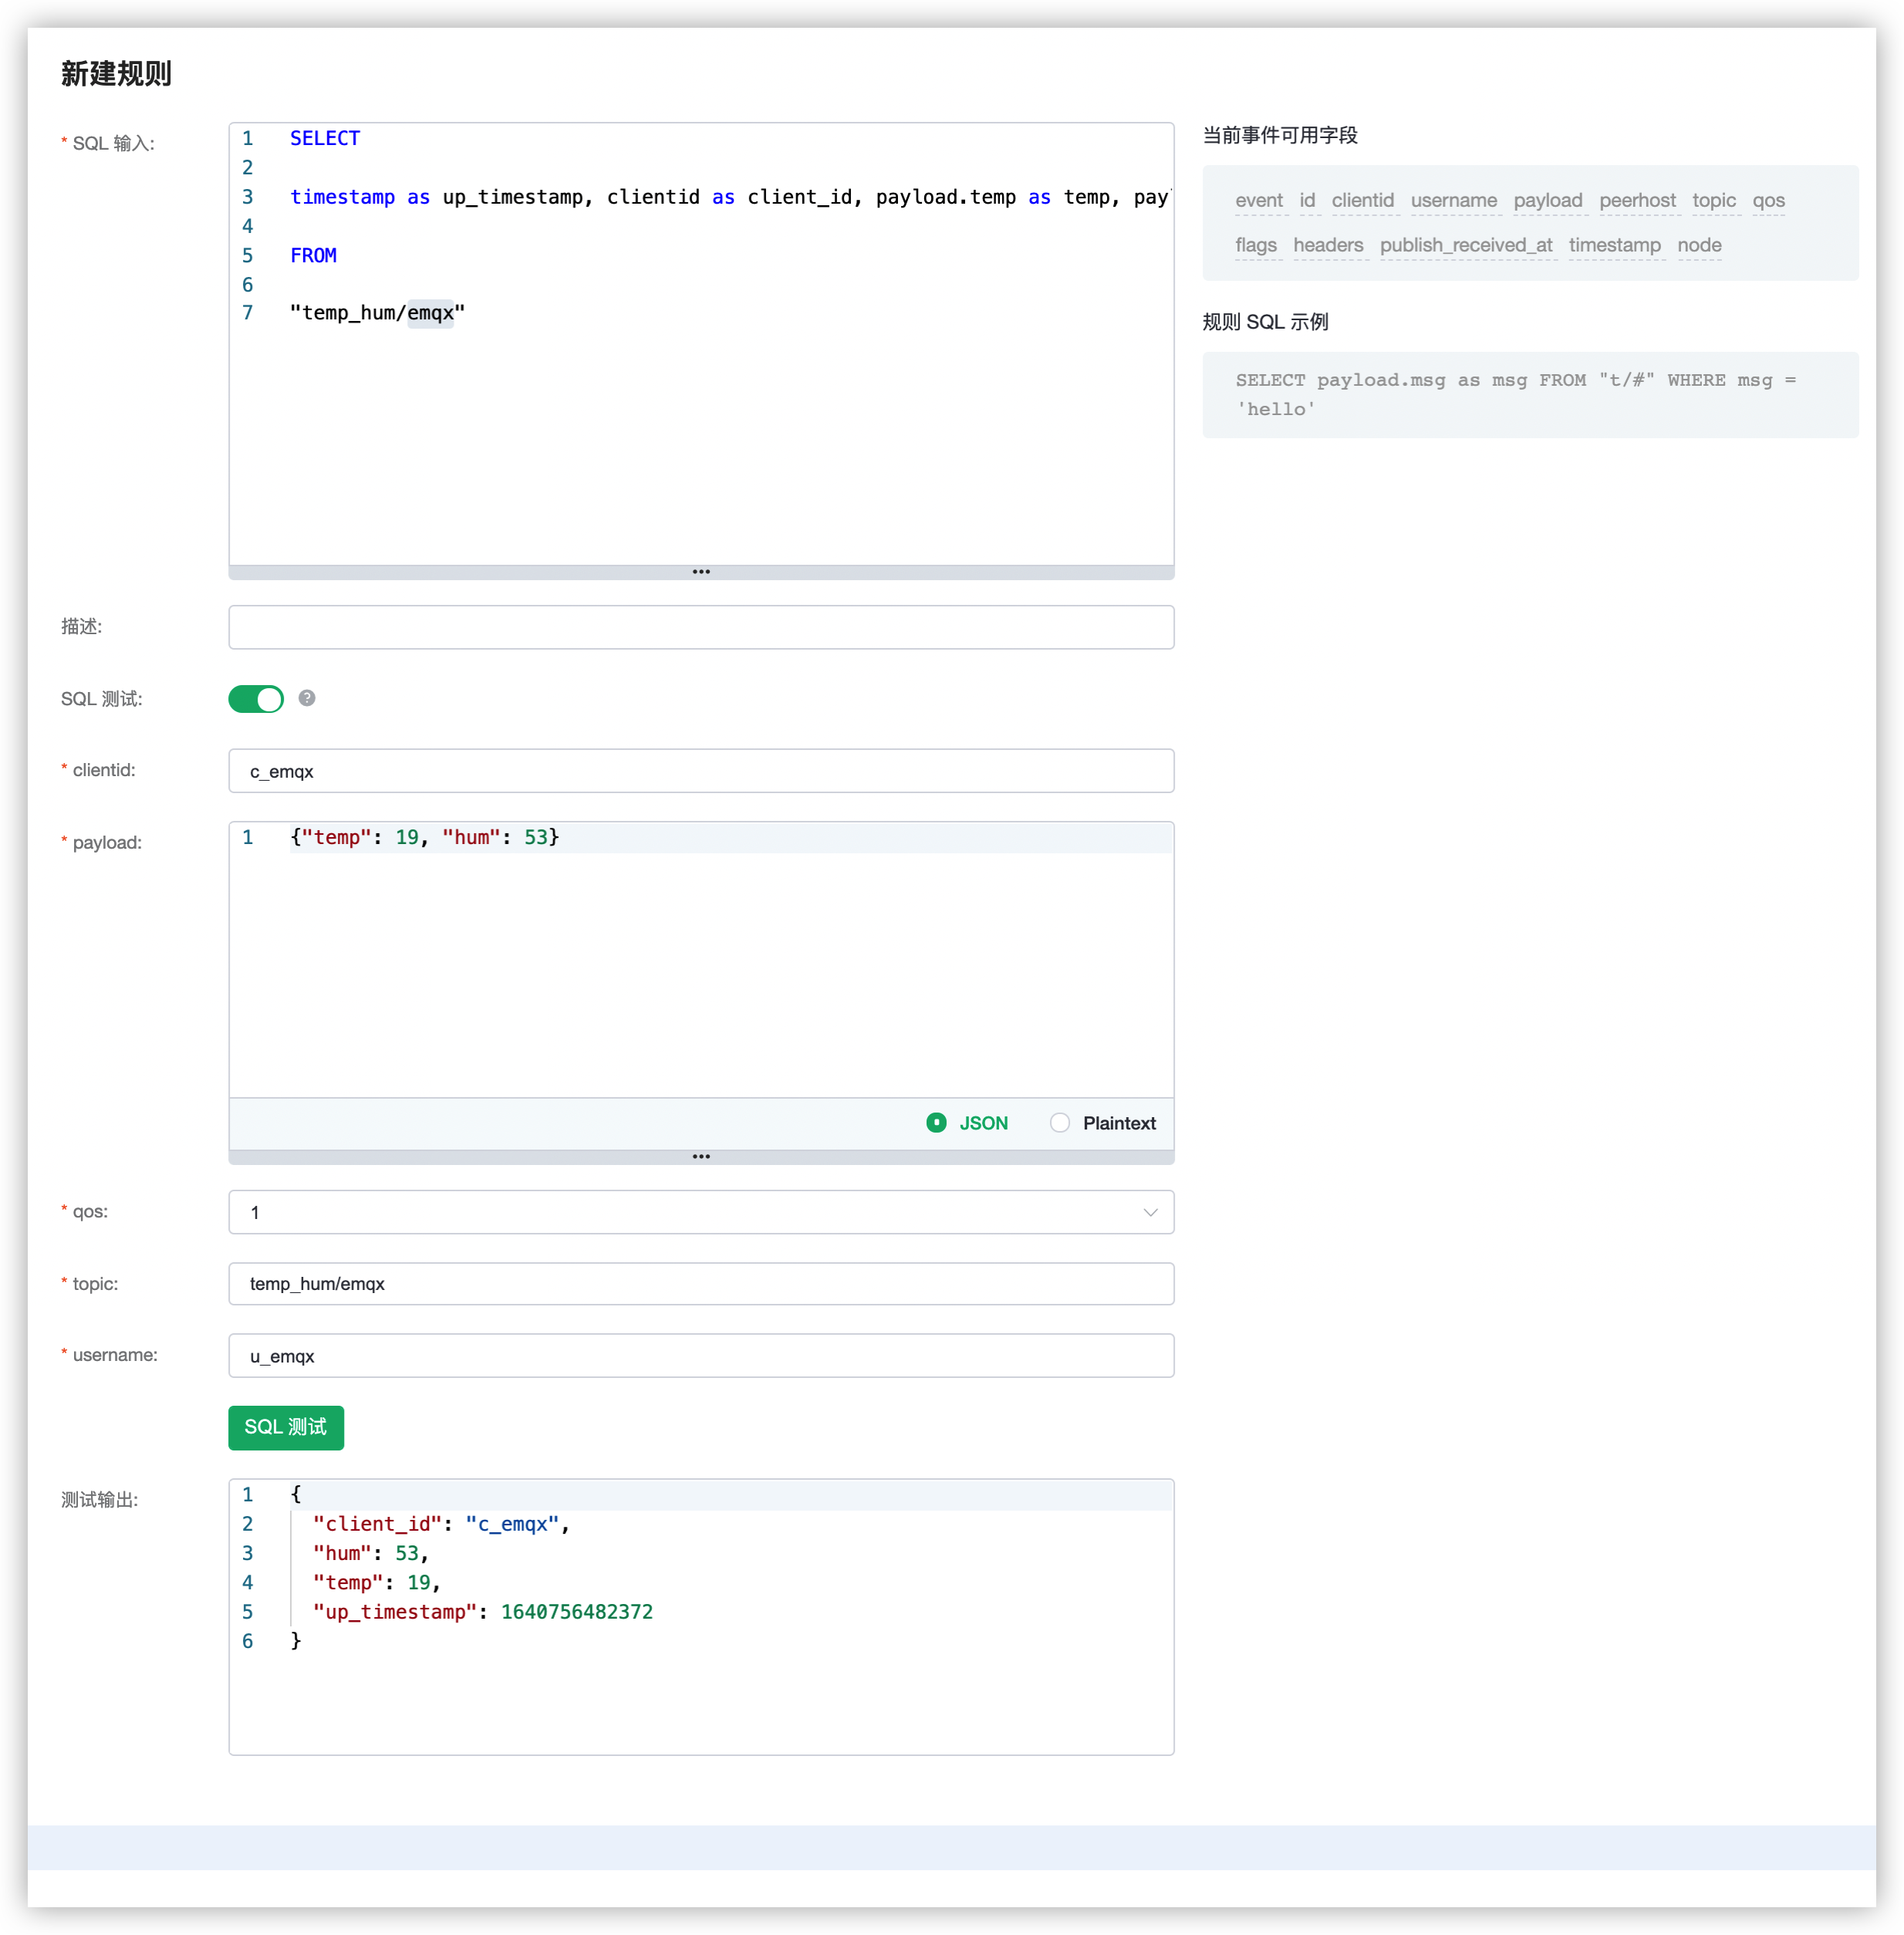 新建规则
* SQL 输入:
1 SELECT
2
3 timestamp as up_timestamp, clientid as client_id, payload.temp as temp, pay
4
5 FROM
6
7 "temp_hum/emqx"
当前事件可用字段
event id clientid username payload peerhost topic qos
flags headers publish_received_at timestamp node
规则 SQL 示例
SELECT payload.msg as msg FROM "t/#" WHERE msg =
'hello'
描述:
SQL 测试:
?
* clientid:
c_emqx
* payload:
1 {"temp": 19, "hum": 53}
JSON Plaintext
* qos:
1
* topic:
temp_hum/emqx
* username:
u_emqx
SQL 测试
测试输出:
1 {
2 "client_id": "c_emqx",
3 "hum": 53,
4 "temp": 19,
5 "up_timestamp": 1640756482372
6 }